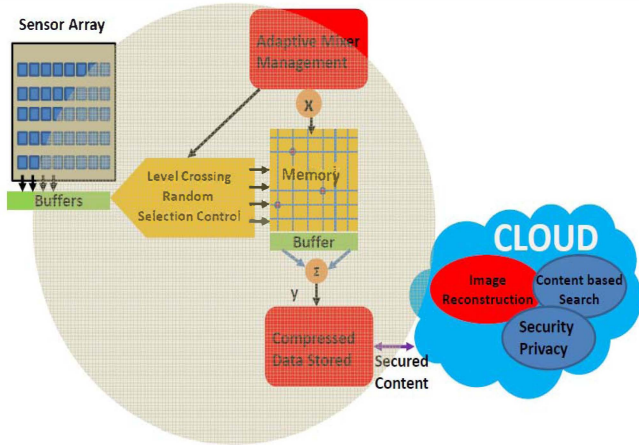 Sensor Array
Adaptive Mixer
Management
X
Level Crossing
Random
Selection Control
Memory
Buffers
Buffer
Σ
y
Compressed
Data Stored
Secured
Content
CLOUD
Image
Reconstruction
Content based
Search
Security
Privacy